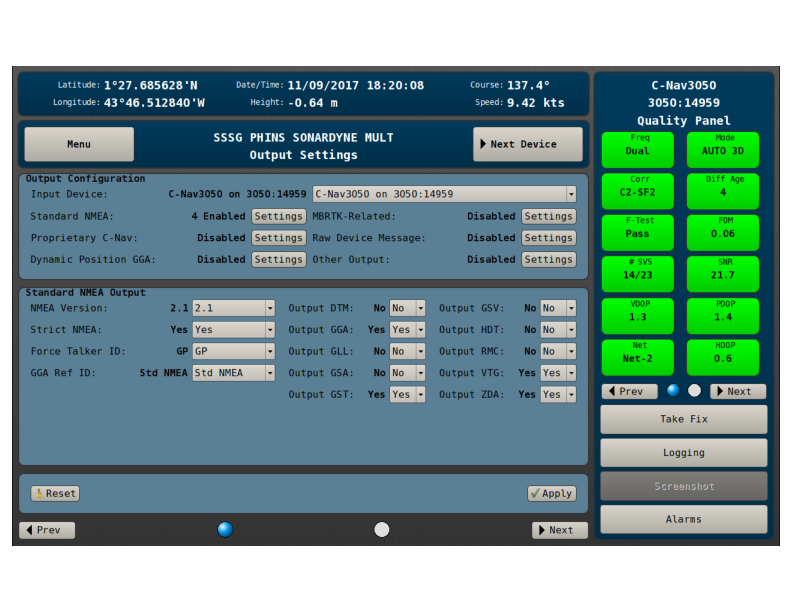 Latitude: 1°27.685628'N Date/Time: 11/09/2017 18:20:08 Course: 137.4°
Longitude: 43°46.512840'W Height: -0.64 m Speed: 9.42 kts
Menu
SSSG PHINS SONARDYNE MULT
Output Settings
Next Device
Output Configuration
Input Device: C-Nav3050 on 3050:14959 C-Nav3050 on 3050:14959
Standard NMEA: 4 Enabled Settings MBRTK-Related: Disabled Settings
Proprietary C-Nav: Disabled Settings Raw Device Message: Disabled Settings
Dynamic Position GGA: Disabled Settings Other Output: Disabled Settings
Standard NMEA Output
NMEA Version: 2.1 2.1 Output DTM: No No Output GSV: No No
Strict NMEA: Yes Yes Output GGA: Yes Yes Output HDT: No No
Force Talker ID: GP GP Output GLL: No No Output RMC: No No
GGA Ref ID: Std NMEA Std NMEA Output GSA: No No Output VTG: Yes Yes
Output GST: Yes Yes Output ZDA: Yes Yes
Reset Apply
Prev Next
C-Nav3050
3050:14959
Quality Panel
Freq Mode
Dual AUTO 3D
Corr Diff Age
C2-SF2 4
F-Test FOM
Pass 0.06
# SVS SNR
14/23 21.7
VDOP PDOP
1.3 1.4
Net HDOP
Net-2 0.6
Prev Next
Take Fix
Logging
Screenshot
Alarms